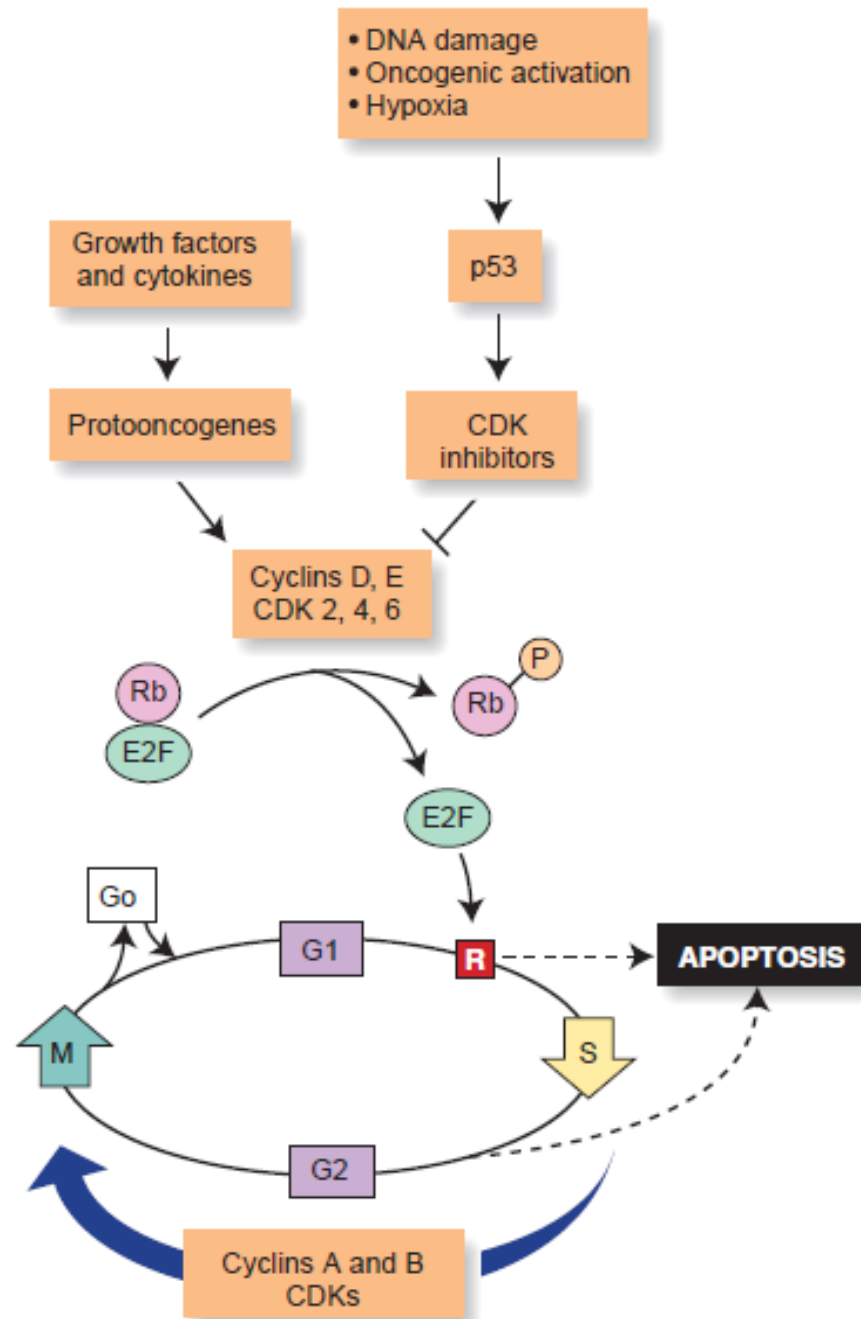 • DNA damage
• Oncogenic activation
• Hypoxia
Growth factors
and cytokines
p53
Protooncogenes
CDK
inhibitors
Cyclins D, E
CDK 2, 4, 6
Rb
E2F
P
Rb
E2F
Go
G1
R
APOPTOSIS
M
S
G2
Cyclins A and B
CDKs